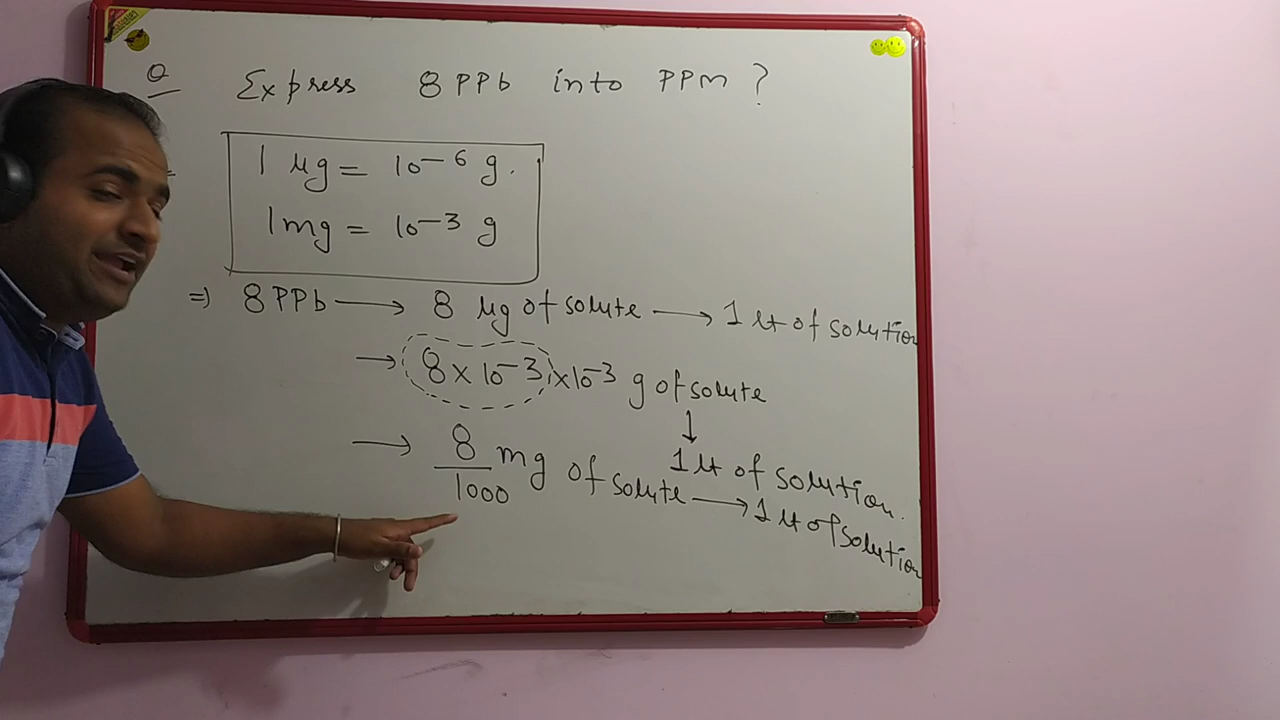 Q Express 8 PPb into PPM ?
1 μg = 10⁻⁶ g.
1mg = 10⁻³ g
⇒ 8 PPb → 8 μg of solute → 1 lt of solution
→ 8 × 10⁻³ × 10⁻³ g of solute
↓
1 lt of solution.
→ 8/1000 mg of solute → 1 lt of solution